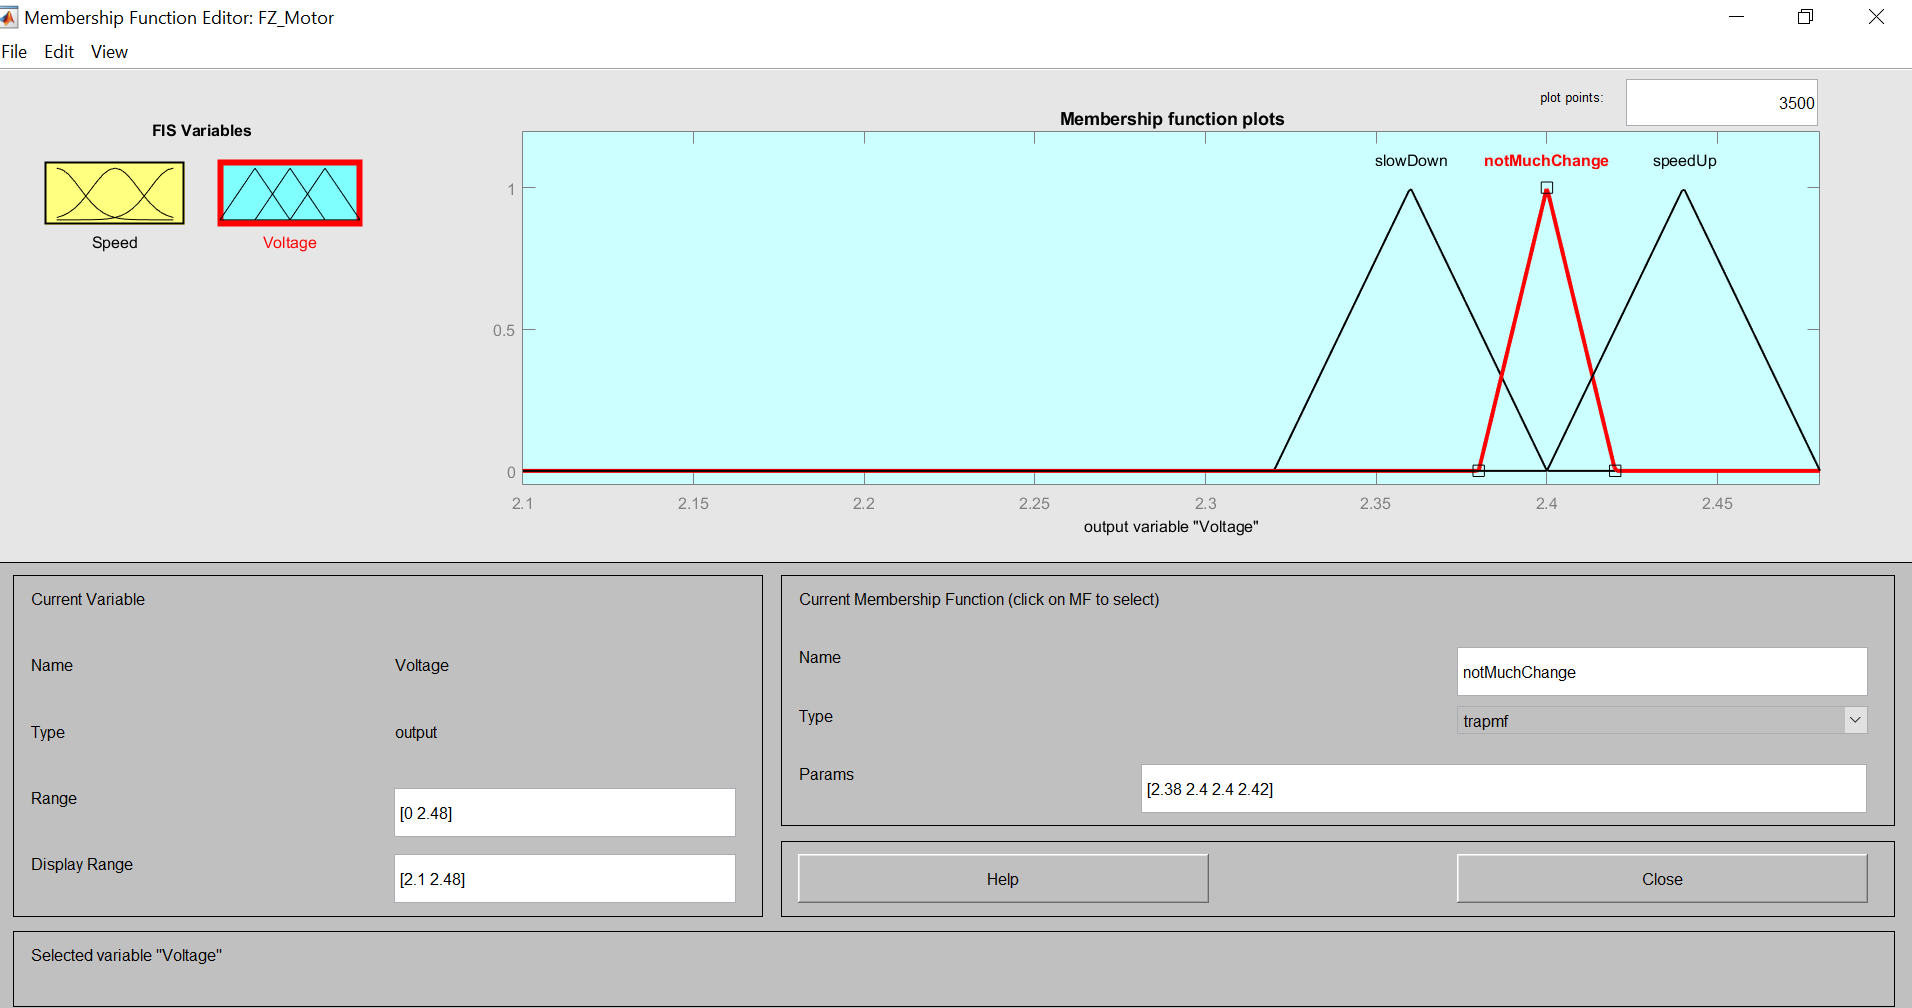 Membership Function Editor: FZ_Motor
File Edit View
plot points: 3500
FIS Variables
Speed
Voltage
Membership function plots
slowDown notMuchChange speedUp
1
0.5
0
2.1 2.15 2.2 2.25 2.3 2.35 2.4 2.45
output variable "Voltage"
Current Variable
Name Voltage
Type output
Range [0 2.48]
Display Range [2.1 2.48]
Current Membership Function (click on MF to select)
Name notMuchChange
Type trapmf
Params [2.38 2.4 2.4 2.42]
Help Close
Selected variable "Voltage"